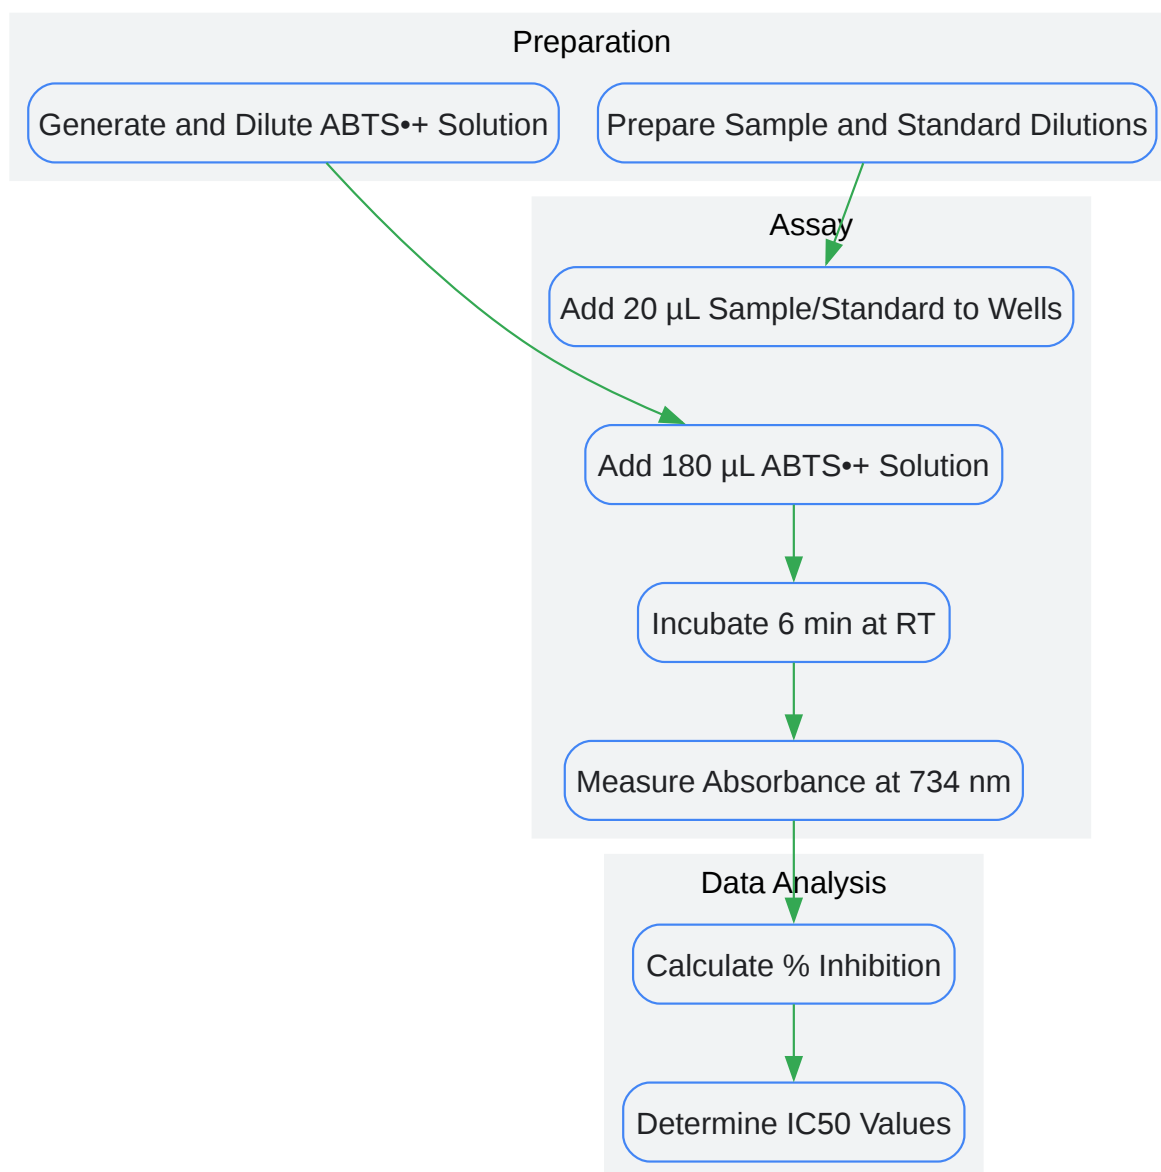 Preparation
Generate and Dilute ABTS•+ Solution
Prepare Sample and Standard Dilutions
Assay
Add 20 µL Sample/Standard to Wells
Add 180 µL ABTS•+ Solution
Incubate 6 min at RT
Measure Absorbance at 734 nm
Data Analysis
Calculate % Inhibition
Determine IC50 Values